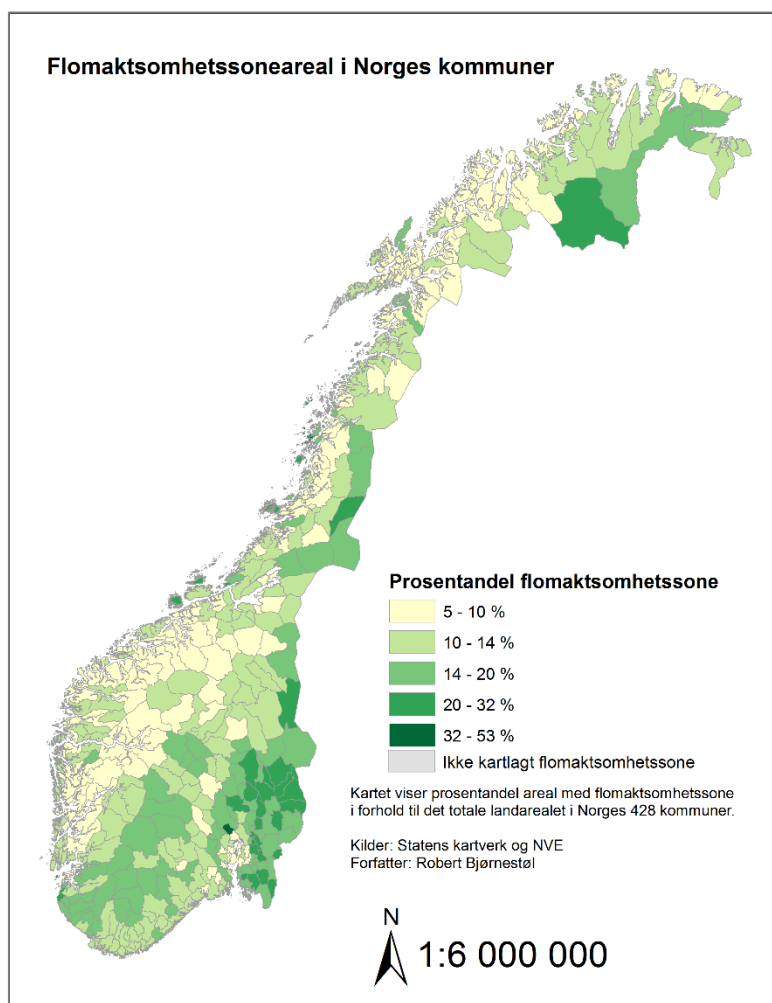 Flomaktsomhetssoneareal i Norges kommuner
Prosentandel flomaktsomhetssone
5 - 10 %
10 - 14 %
14 - 20 %
20 - 32 %
32 - 53 %
Ikke kartlagt flomaktsomhetssone
Kartet viser prosentandel areal med flomaktsomhetssone
i forhold til det totale landarealet i Norges 428 kommuner.
Kilder: Statens kartverk og NVE
Forfatter: Robert Bjørnestøl
N
1:6 000 000